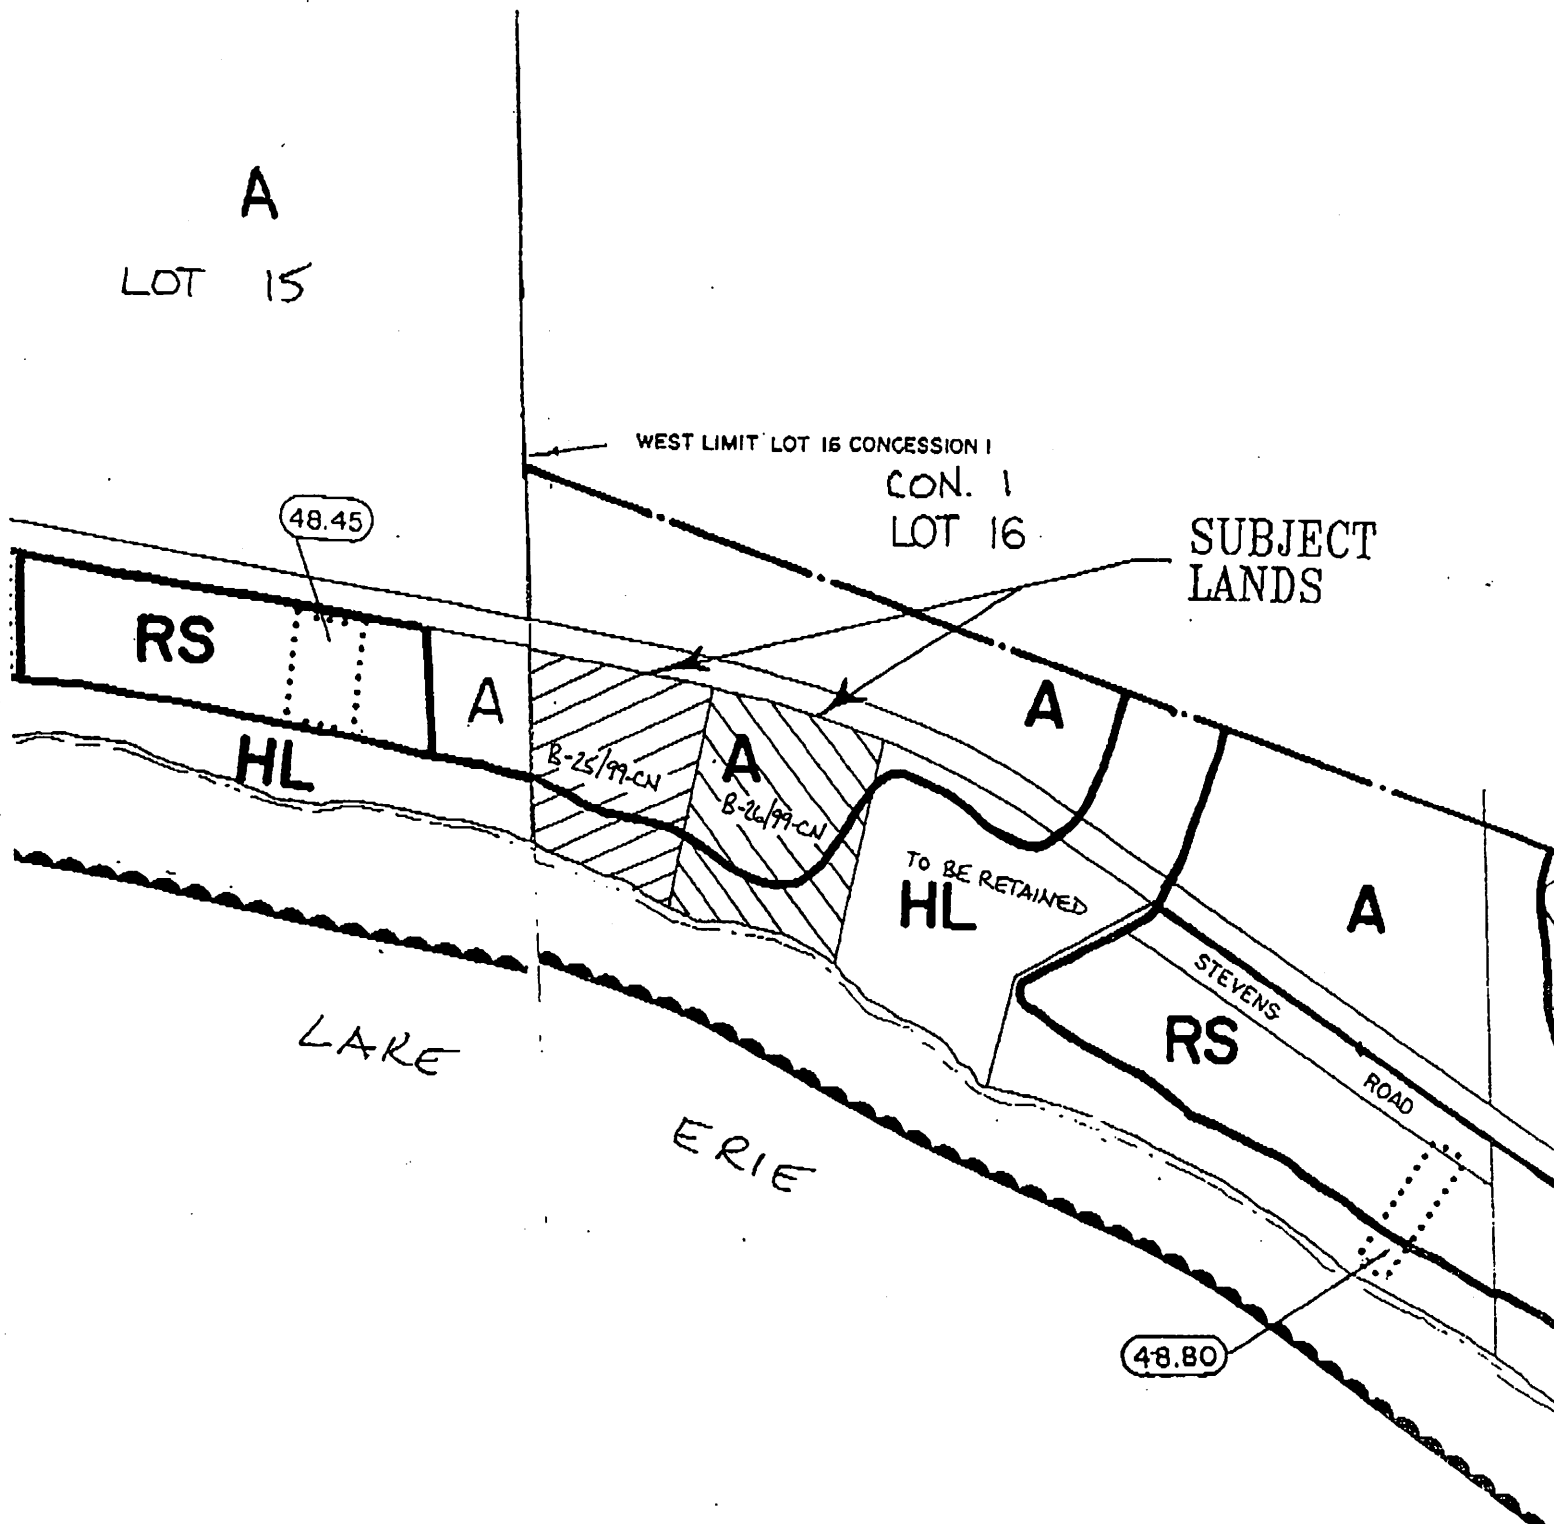 A
LOT 15
WEST LIMIT LOT 16 CONCESSION 1
CON. 1
LOT 16
SUBJECT
LANDS
48.45
RS
A
A
HL
B-25/99-CN
A
B-26/99-CN
TO BE RETAINED
HL
A
STEVENS
ROAD
RS
LAKE
ERIE
48.80